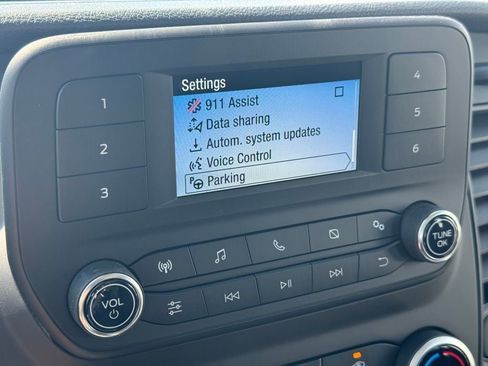 Settings
911 Assist
Data sharing
Autom. system updates
Voice Control
P Parking
1
2
3
4
5
6
VOL
TUNE
OK